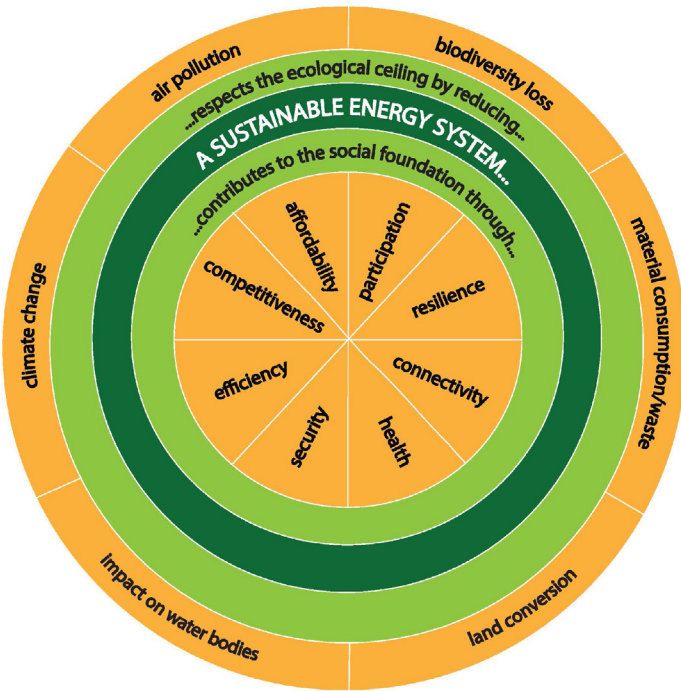 air pollution
biodiversity loss
...respects the ecological ceiling by reducing...
A SUSTAINABLE ENERGY SYSTEM...
...contributes to the social foundation through...
affordability
participation
competitiveness
resilience
efficiency
connectivity
security
health
climate change
material consumption/waste
impact on water bodies
land conversion